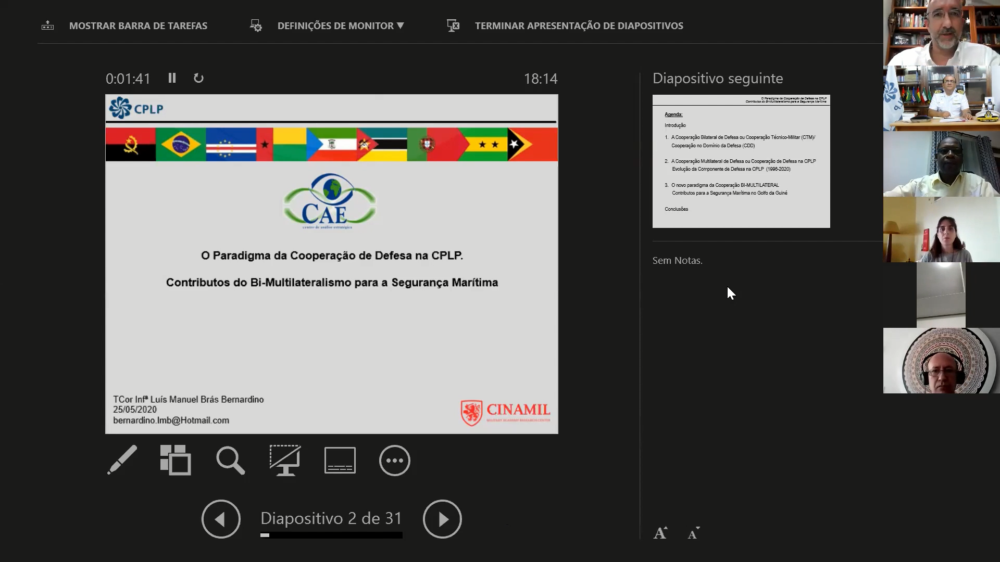 MOSTRAR BARRA DE TAREFAS
DEFINIÇÕES DE MONITOR ▼
TERMINAR APRESENTAÇÃO DE DIAPOSITIVOS
0:01:41
18:14
CPLP
CAE
centro de análise estratégica
O Paradigma da Cooperação de Defesa na CPLP.
Contributos do Bi-Multilateralismo para a Segurança Marítima
TCor Infª Luís Manuel Brás Bernardino
25/05/2020
bernardino.lmb@Hotmail.com
CINAMIL
MILITARY ACADEMY RESEARCH CENTER
Diapositivo 2 de 31
Diapositivo seguinte
O Paradigma da Cooperação de Defesa na CPLP
Contributos do Bi-Multilateralismo para a Segurança Marítima
Agenda:
Introdução
1. A Cooperação Bilateral de Defesa ou Cooperação Técnico-Militar (CTM)/
Cooperação no Domínio da Defesa (CDD)
2. A Cooperação Multilateral de Defesa ou Cooperação de Defesa na CPLP
Evolução da Componente de Defesa na CPLP (1996-2020)
3. O novo paradigma da Cooperação BI-MULTILATERAL
Contributos para a Segurança Marítima no Golfo da Guiné
Conclusões
Sem Notas.
A A